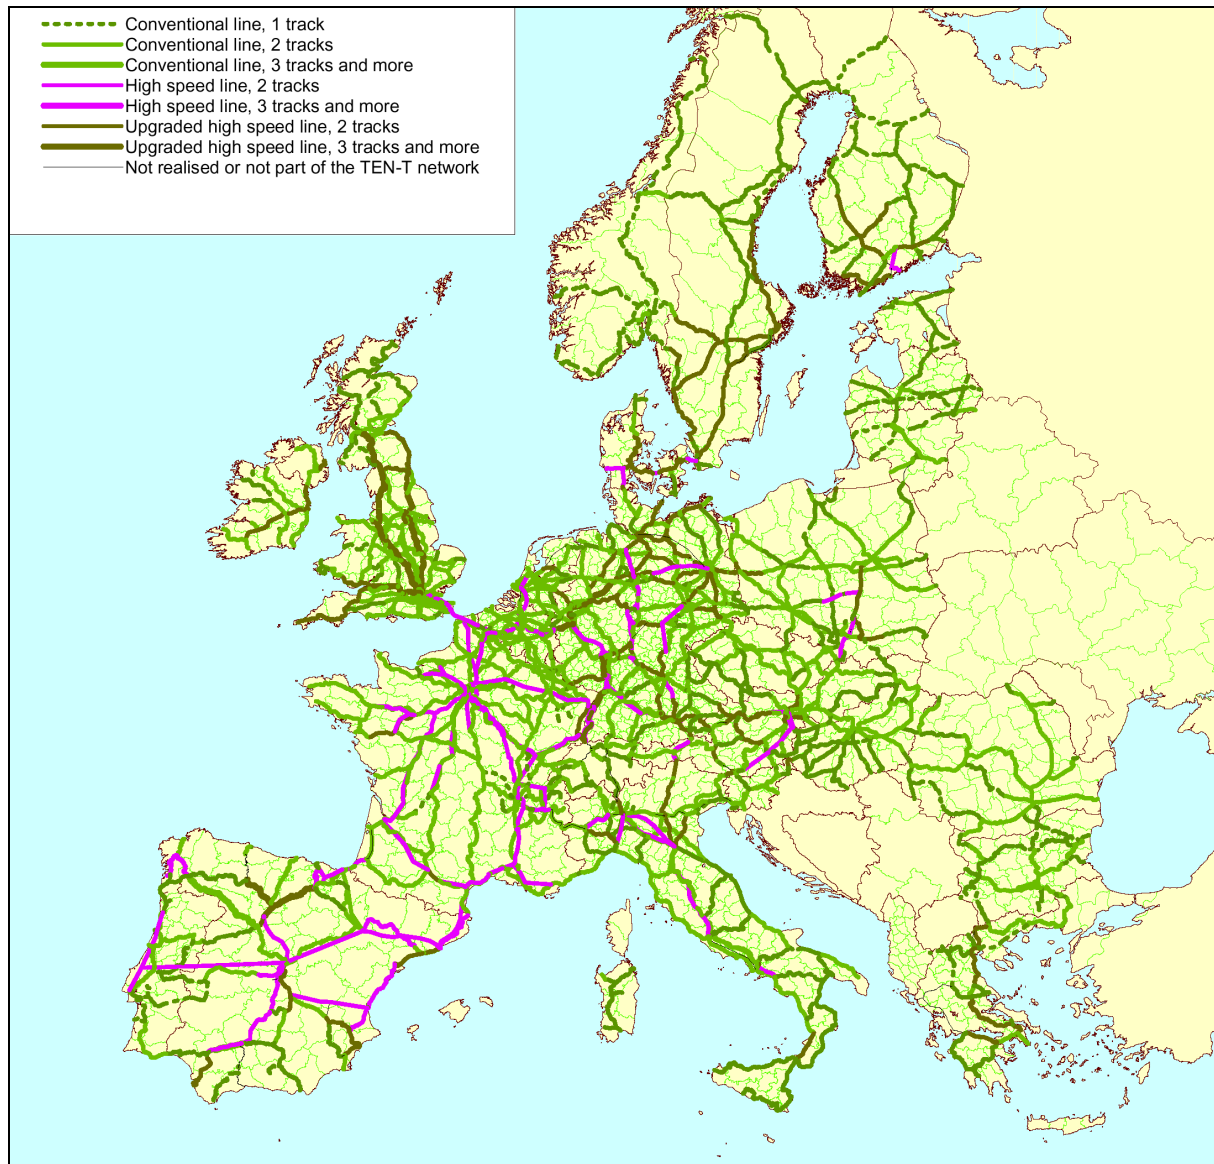 Conventional line, 1 track
Conventional line, 2 tracks
Conventional line, 3 tracks and more
High speed line, 2 tracks
High speed line, 3 tracks and more
Upgraded high speed line, 2 tracks
Upgraded high speed line, 3 tracks and more
Not realised or not part of the TEN-T network